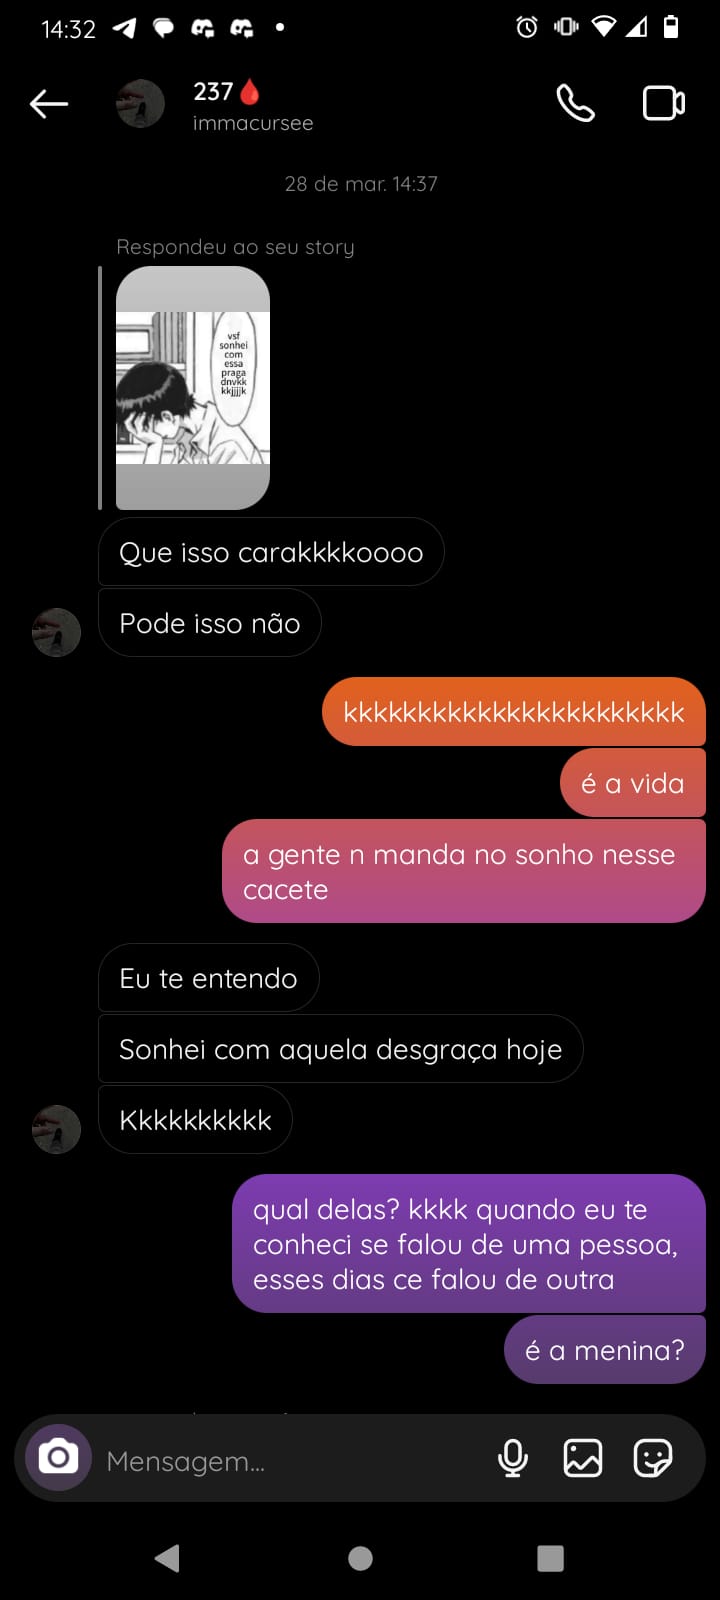 14:32
237🩸
immacursee
28 de mar. 14:37
Respondeu ao seu story
vsf
sonhei
com
essa
praga
dnvkk
kkjjjjk
Que isso carakkkkoooo
Pode isso não
kkkkkkkkkkkkkkkkkkkkkkk
é a vida
a gente n manda no sonho nesse
cacete
Eu te entendo
Sonhei com aquela desgraça hoje
Kkkkkkkkkk
qual delas? kkkk quando eu te
conheci se falou de uma pessoa,
esses dias ce falou de outra
é a menina?
Mensagem...